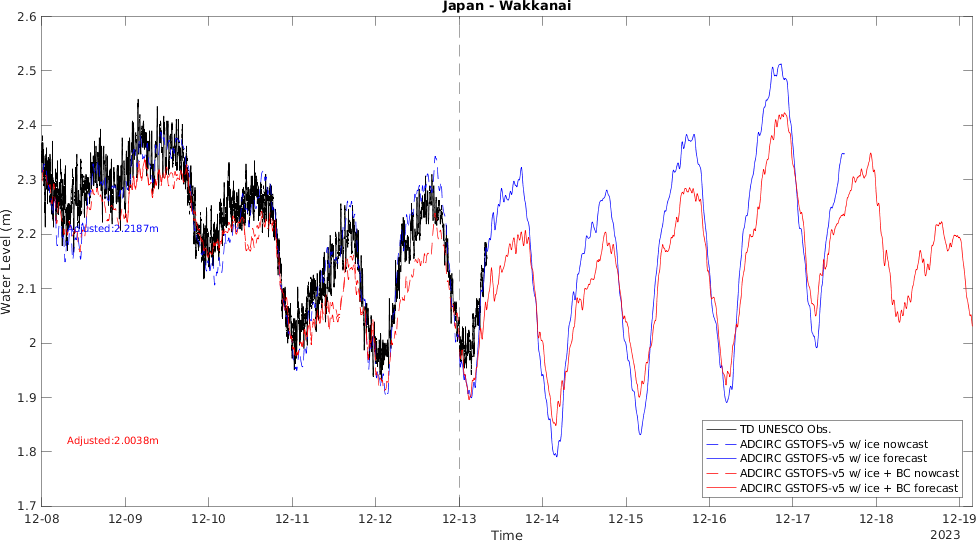 Japan - Wakkanai
2.6
2.5
2.4
2.3
2.2
2.1
2
1.9
1.8
1.7
Water Level (m)
Adjusted:2.2187m
Adjusted:2.0038m
TD UNESCO Obs.
ADCIRC GSTOFS-v5 w/ ice nowcast
ADCIRC GSTOFS-v5 w/ ice forecast
ADCIRC GSTOFS-v5 w/ ice + BC nowcast
ADCIRC GSTOFS-v5 w/ ice + BC forecast
12-08 12-09 12-10 12-11 12-12 12-13 12-14 12-15 12-16 12-17 12-18 12-19
Time
2023